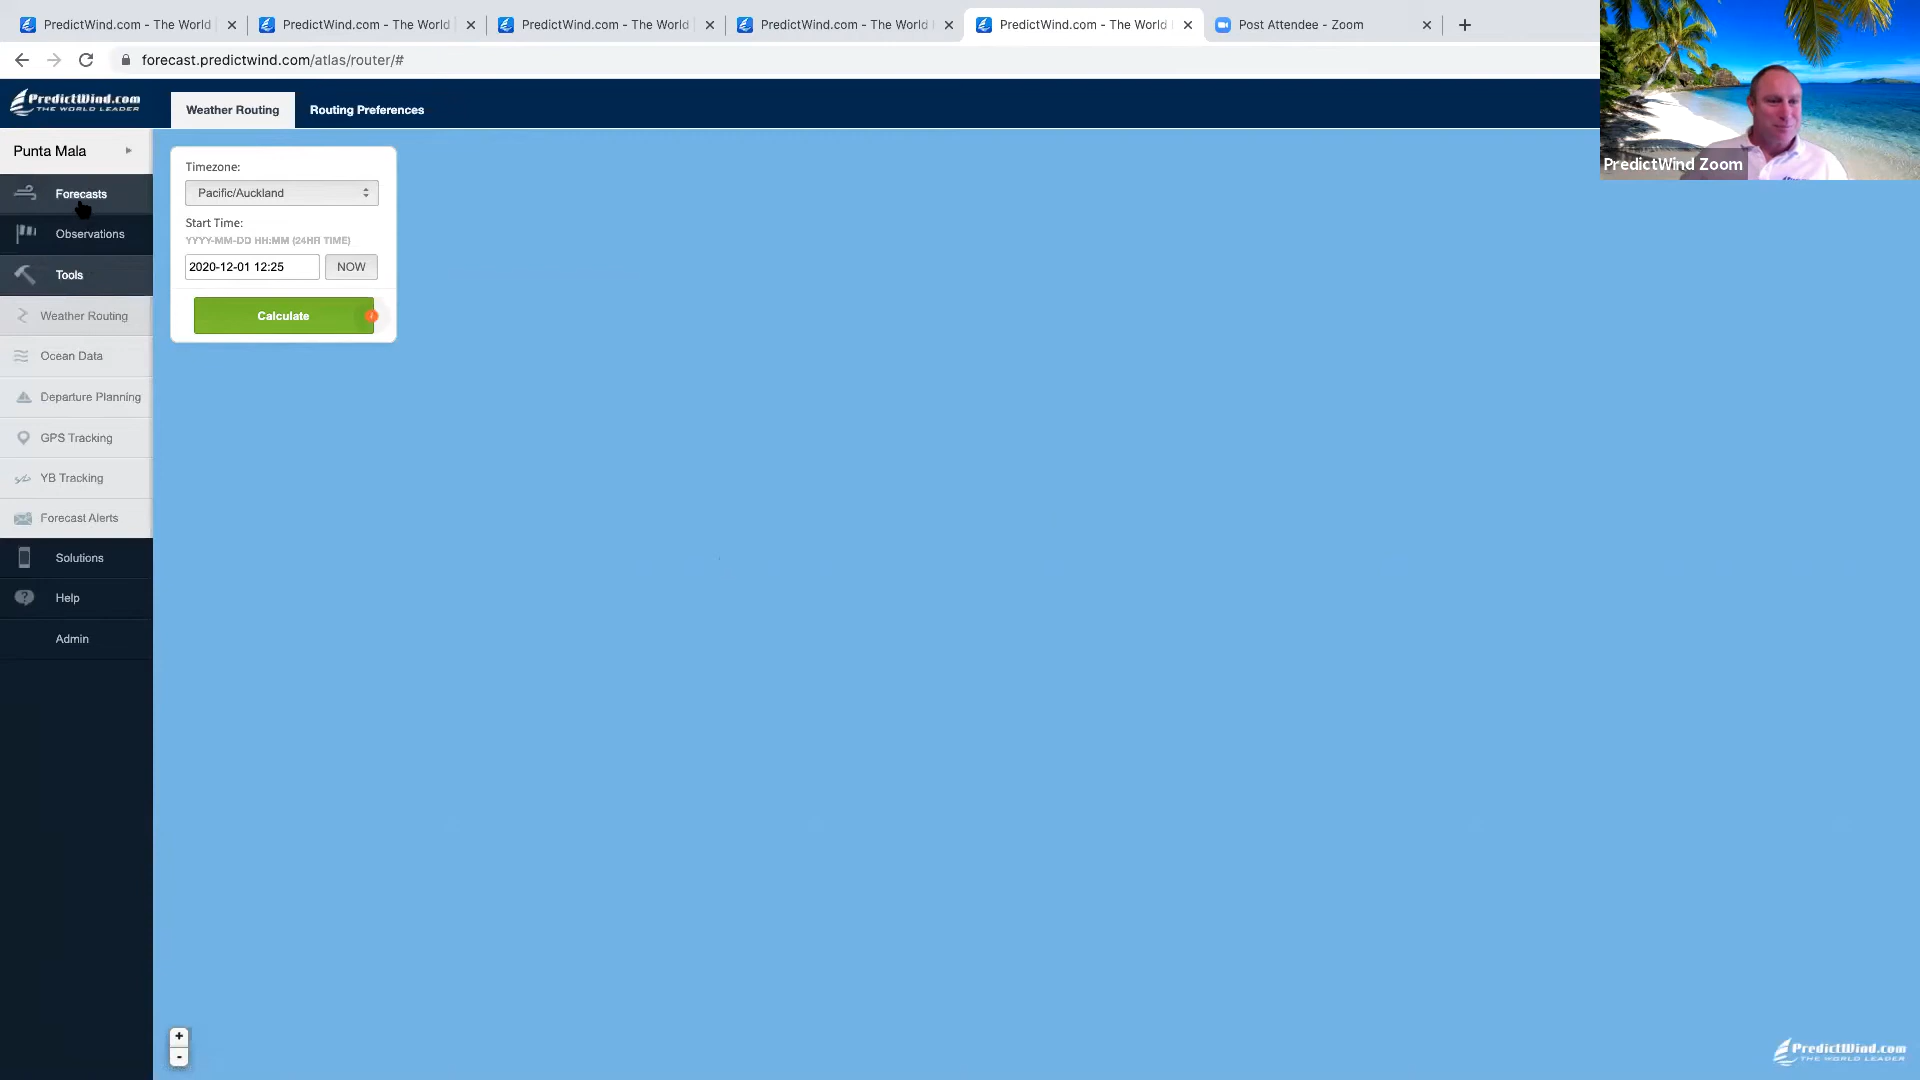 PredictWind.com - The World
PredictWind.com - The World
PredictWind.com - The World
PredictWind.com - The World
PredictWind.com - The World
Post Attendee - Zoom
forecast.predictwind.com/atlas/router/#
PredictWind.com
THE WORLD LEADER
Weather Routing
Routing Preferences
PredictWind Zoom
Punta Mala
Forecasts
Observations
Tools
Weather Routing
Ocean Data
Departure Planning
GPS Tracking
YB Tracking
Forecast Alerts
Solutions
Help
Admin
Timezone:
Pacific/Auckland
Start Time:
YYYY-MM-DD HH:MM (24HR TIME)
2020-12-01 12:25
NOW
Calculate
i
+
-
PredictWind.com
THE WORLD LEADER